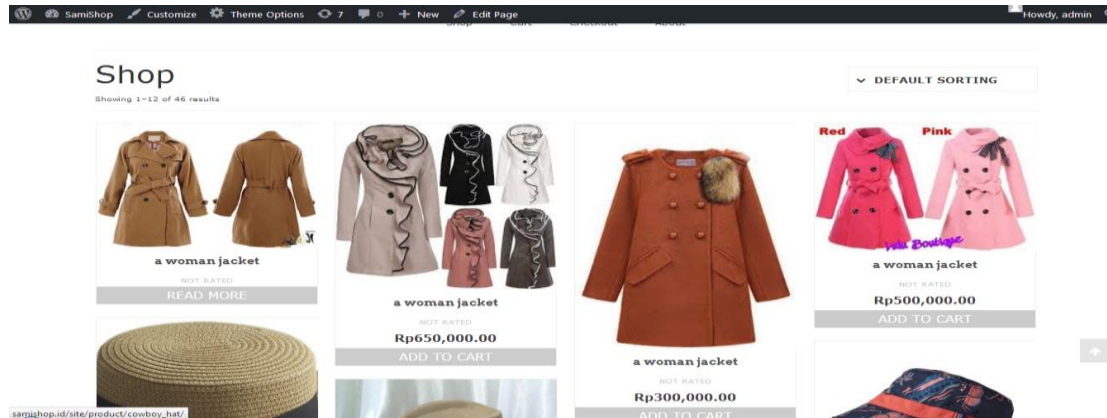 SamiShop Customize Theme Options 7 0 New Edit Page Howdy, admin
Shop Cart Checkout About
Shop
DEFAULT SORTING
Showing 1–12 of 46 results
a woman jacket
NOT RATED
READ MORE
a woman jacket
NOT RATED
Rp650,000.00
ADD TO CART
a woman jacket
NOT RATED
Rp300,000.00
ADD TO CART
Red Pink
Lulu Boutique
a woman jacket
NOT RATED
Rp500,000.00
ADD TO CART
samishop.id/site/product/cowboy_hat/